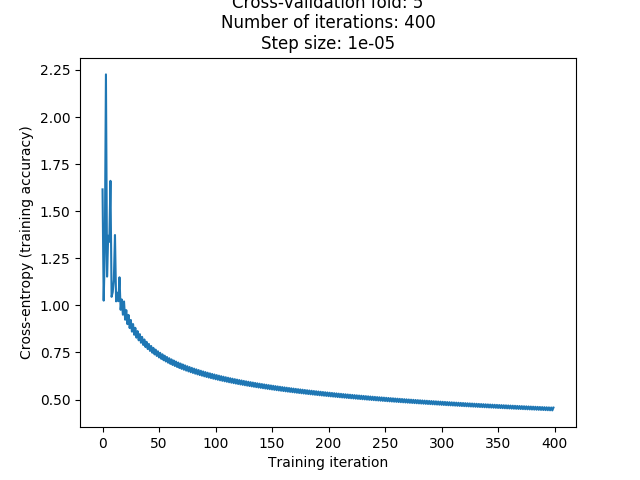 Cross-validation fold: 5
Number of iterations: 400
Step size: 1e-05
2.25
2.00
1.75
1.50
1.25
1.00
0.75
0.50
Cross-entropy (training accuracy)
0 50 100 150 200 250 300 350 400
Training iteration